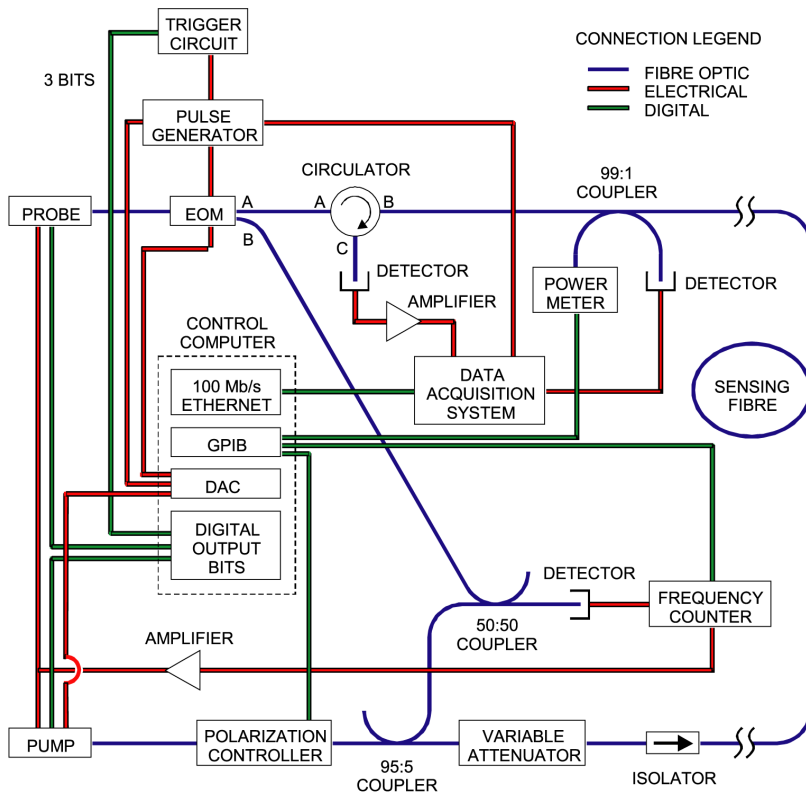 TRIGGER
CIRCUIT
CONNECTION LEGEND
FIBRE OPTIC
ELECTRICAL
DIGITAL
3 BITS
PULSE
GENERATOR
CIRCULATOR
99:1
COUPLER
PROBE
EOM
A
B
A
B
C
DETECTOR
AMPLIFIER
POWER
METER
DETECTOR
CONTROL
COMPUTER
100 Mb/s
ETHERNET
DATA
ACQUISITION
SYSTEM
SENSING
FIBRE
GPIB
DAC
DIGITAL
OUTPUT
BITS
DETECTOR
FREQUENCY
COUNTER
50:50
COUPLER
AMPLIFIER
PUMP
POLARIZATION
CONTROLLER
95:5
COUPLER
VARIABLE
ATTENUATOR
ISOLATOR